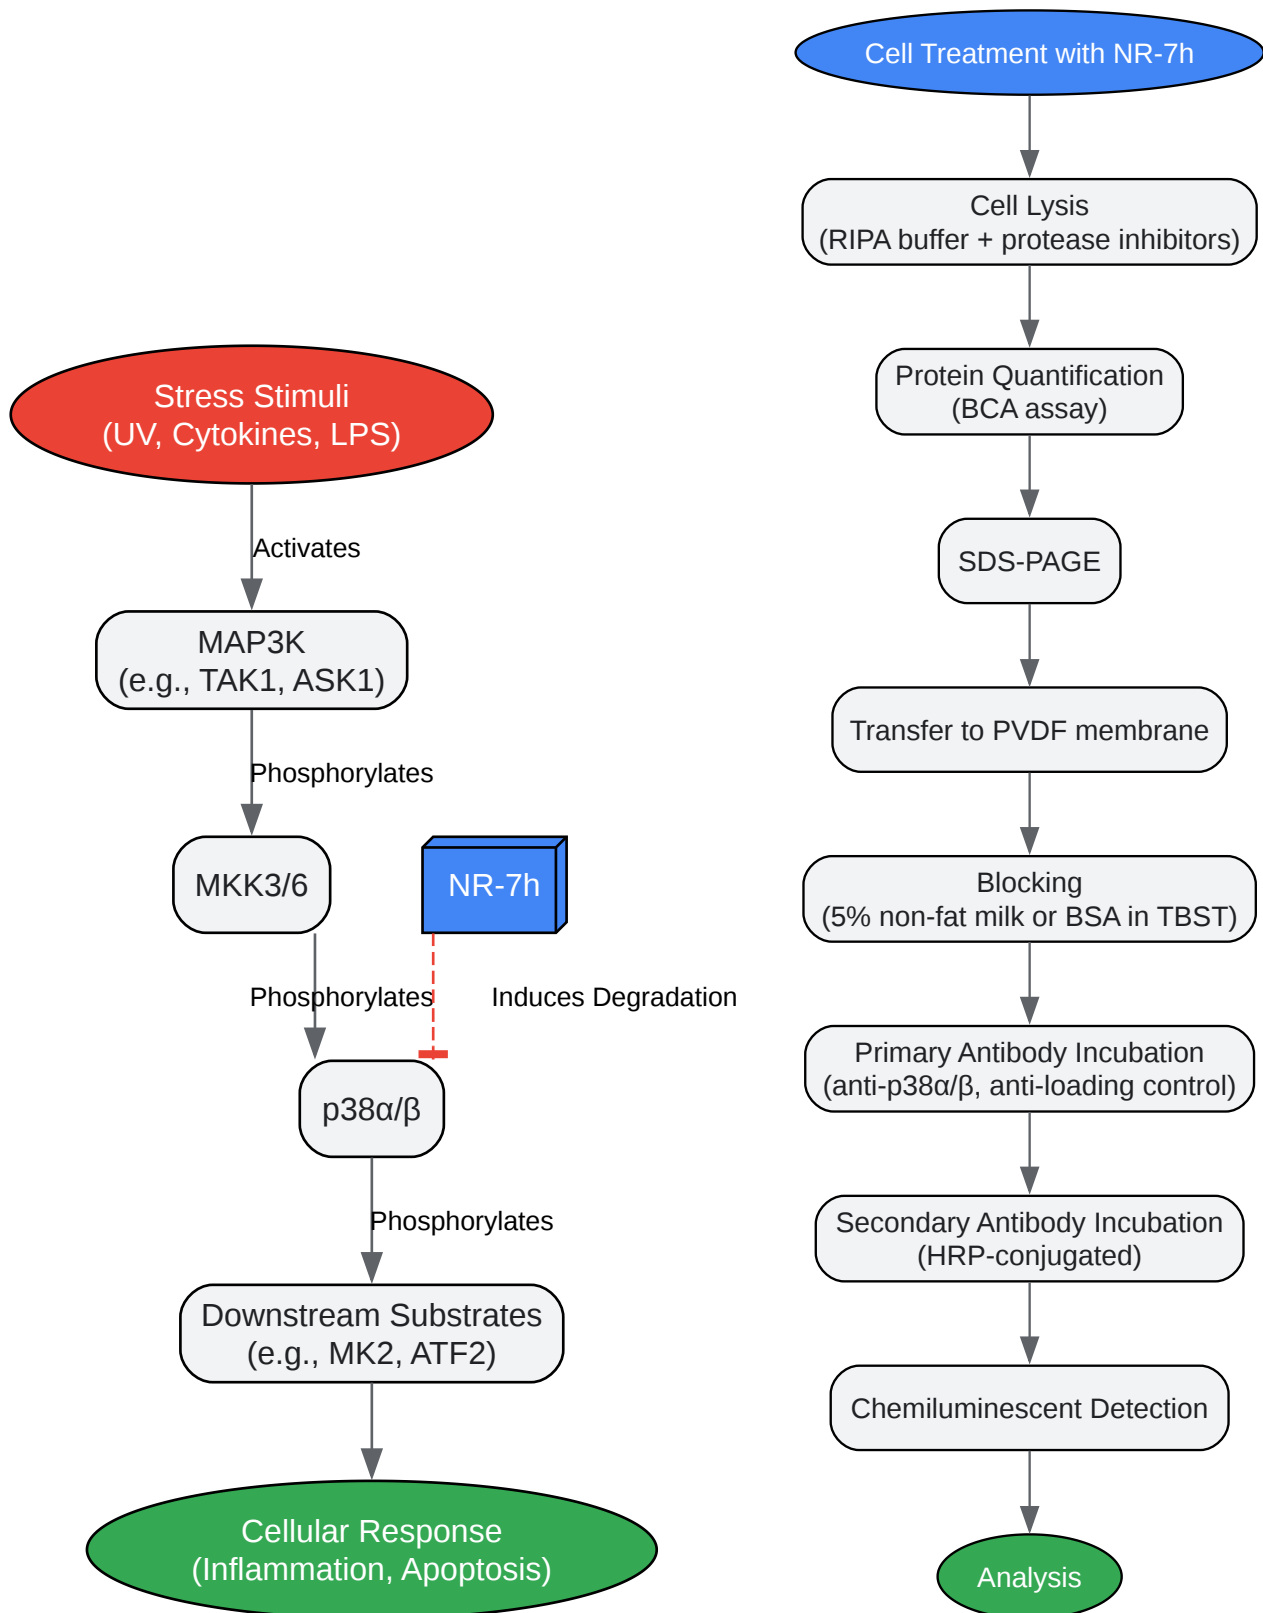 Stress Stimuli
(UV, Cytokines, LPS)
Activates
MAP3K
(e.g., TAK1, ASK1)
Phosphorylates
MKK3/6
NR-7h
Phosphorylates
Induces Degradation
p38α/β
Phosphorylates
Downstream Substrates
(e.g., MK2, ATF2)
Cellular Response
(Inflammation, Apoptosis)
Cell Treatment with NR-7h
Cell Lysis
(RIPA buffer + protease inhibitors)
Protein Quantification
(BCA assay)
SDS-PAGE
Transfer to PVDF membrane
Blocking
(5% non-fat milk or BSA in TBST)
Primary Antibody Incubation
(anti-p38α/β, anti-loading control)
Secondary Antibody Incubation
(HRP-conjugated)
Chemiluminescent Detection
Analysis